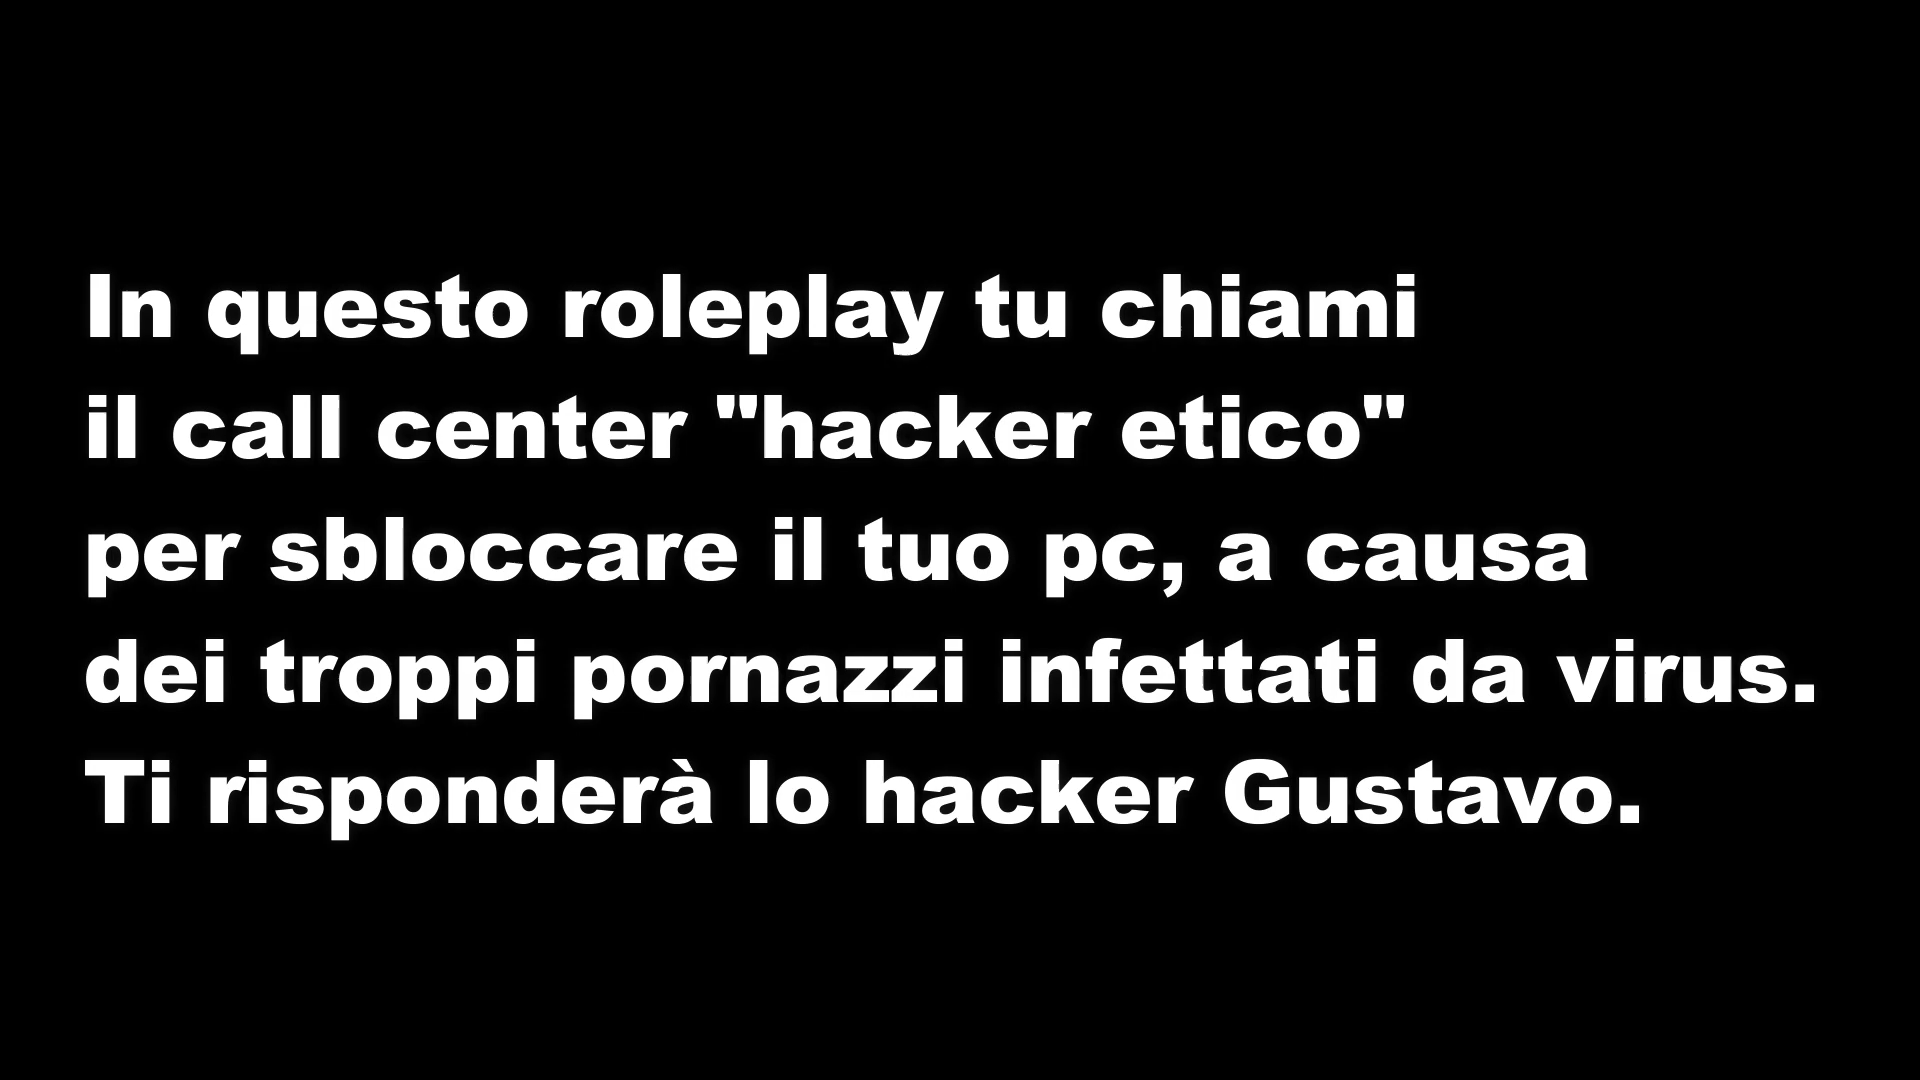 In questo roleplay tu chiami
il call center "hacker etico"
per sbloccare il tuo pc, a causa
dei troppi pornazzi infettati da virus.
Ti risponderà lo hacker Gustavo.